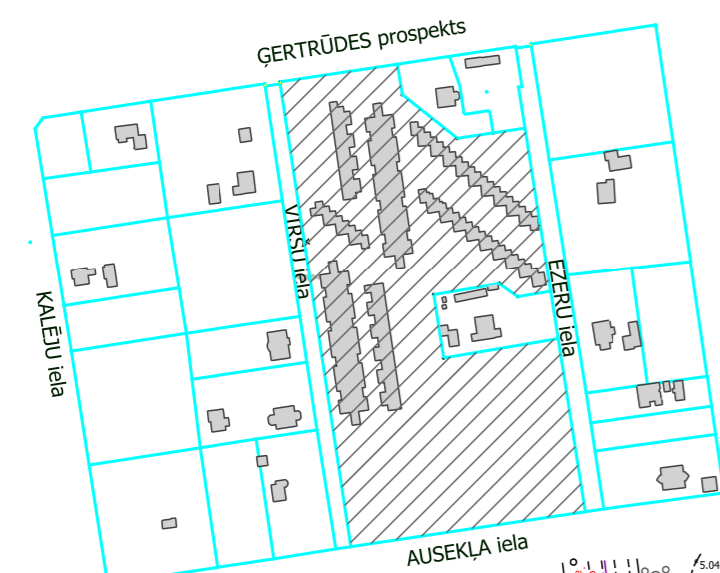 ĢERTRŪDES prospekts
VIRŠU iela
KALĒJU iela
EZERU iela
AUSEKĻA iela
5.04